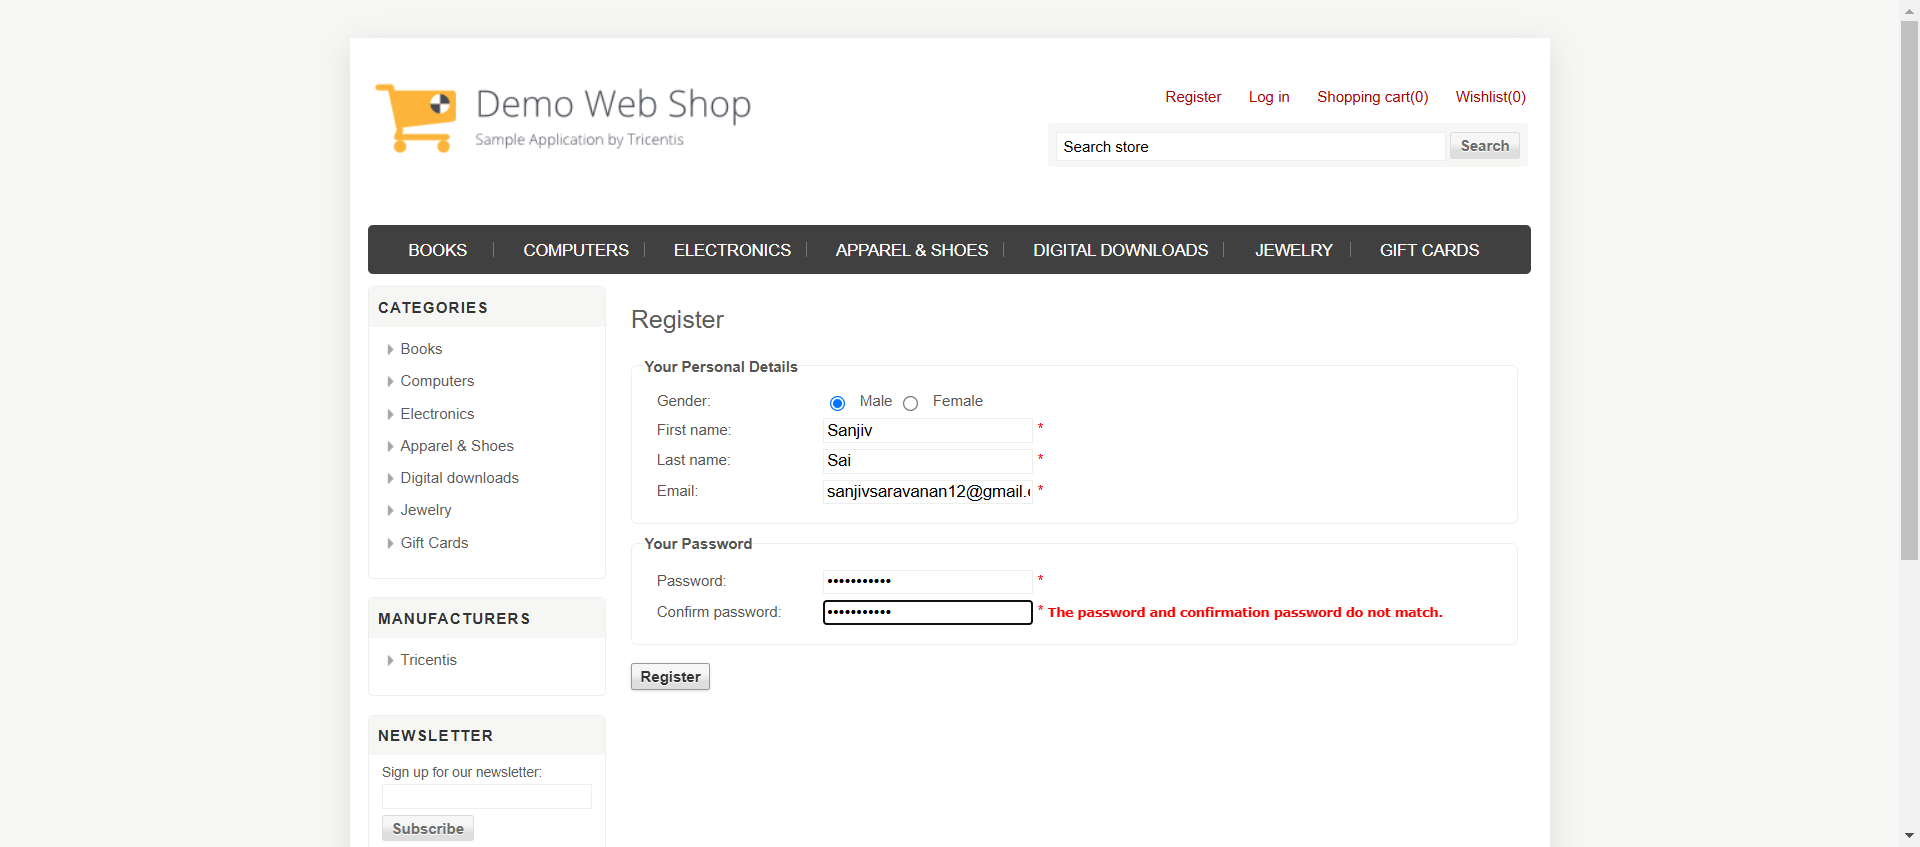 Demo Web Shop
Sample Application by Tricentis
Register Log in Shopping cart(0) Wishlist(0)
Search store Search
BOOKS COMPUTERS ELECTRONICS APPAREL & SHOES DIGITAL DOWNLOADS JEWELRY GIFT CARDS
CATEGORIES
Books
Computers
Electronics
Apparel & Shoes
Digital downloads
Jewelry
Gift Cards
MANUFACTURERS
Tricentis
NEWSLETTER
Sign up for our newsletter:
Subscribe
Register
Your Personal Details
Gender: Male Female
First name: Sanjiv *
Last name: Sai *
Email: sanjivsaravanan12@gmail. *
Your Password
Password: ••••••••••• *
Confirm password: ••••••••••• * The password and confirmation password do not match.
Register